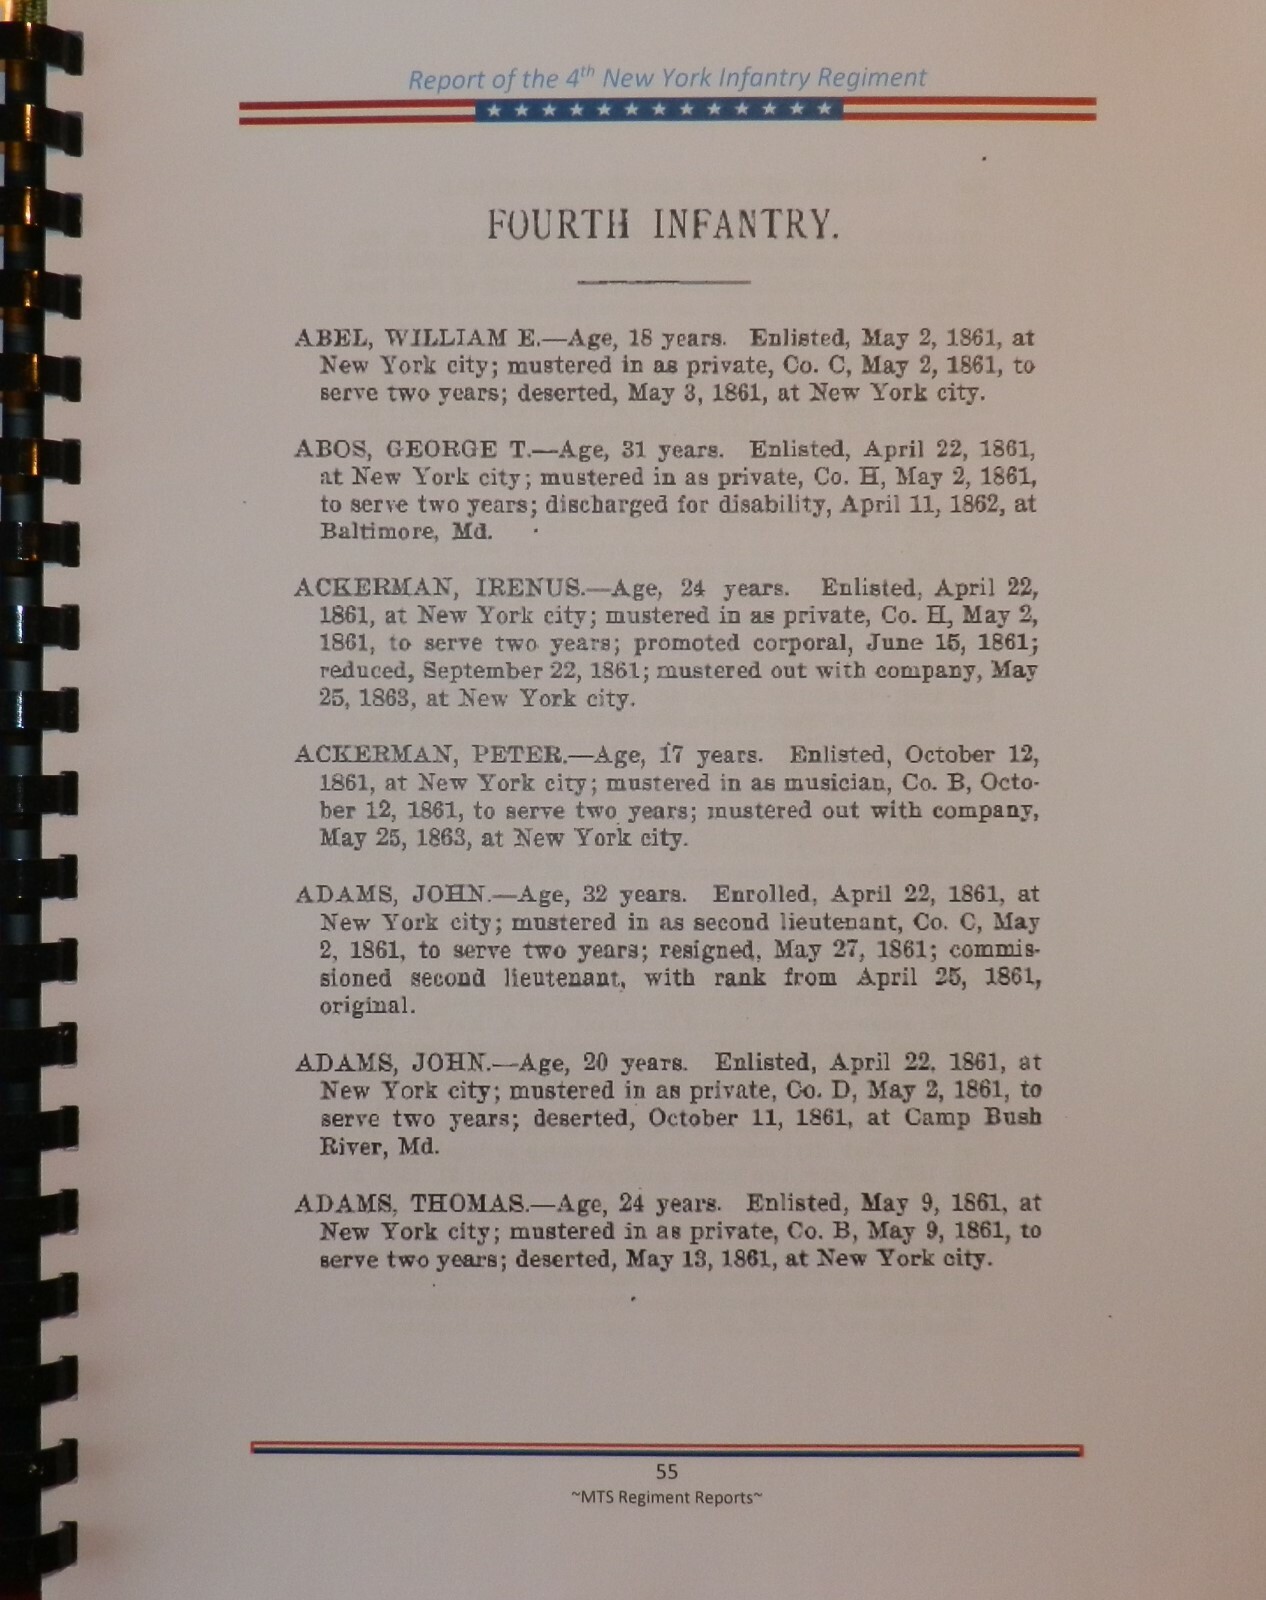 Report of the 4th New York Infantry Regiment
FOURTH INFANTRY.
ABEL, WILLIAM E.—Age, 18 years. Enlisted, May 2, 1861, at
New York city; mustered in as private, Co. C, May 2, 1861, to
serve two years; deserted, May 3, 1861, at New York city.
ABOS, GEORGE T.—Age, 31 years. Enlisted, April 22, 1861,
at New York city; mustered in as private, Co. H, May 2, 1861,
to serve two years; discharged for disability, April 11, 1862, at
Baltimore, Md.
ACKERMAN, IRENUS.—Age, 24 years. Enlisted, April 22,
1861, at New York city; mustered in as private, Co. H, May 2,
1861, to serve two years; promoted corporal, June 15, 1861;
reduced, September 22, 1861; mustered out with company, May
25, 1863, at New York city.
ACKERMAN, PETER.—Age, 17 years. Enlisted, October 12,
1861, at New York city; mustered in as musician, Co. B, Octo-
ber 12, 1861, to serve two years; mustered out with company,
May 25, 1863, at New York city.
ADAMS, JOHN.—Age, 32 years. Enrolled, April 22, 1861, at
New York city; mustered in as second lieutenant, Co. C, May
2, 1861, to serve two years; resigned, May 27, 1861; commis-
sioned second lieutenant, with rank from April 25, 1861,
original.
ADAMS, JOHN.—Age, 20 years. Enlisted, April 22, 1861, at
New York city; mustered in as private, Co. D, May 2, 1861, to
serve two years; deserted, October 11, 1861, at Camp Bush
River, Md.
ADAMS, THOMAS.—Age, 24 years. Enlisted, May 9, 1861, at
New York city; mustered in as private, Co. B, May 9, 1861, to
serve two years; deserted, May 13, 1861, at New York city.
55
~MTS Regiment Reports~